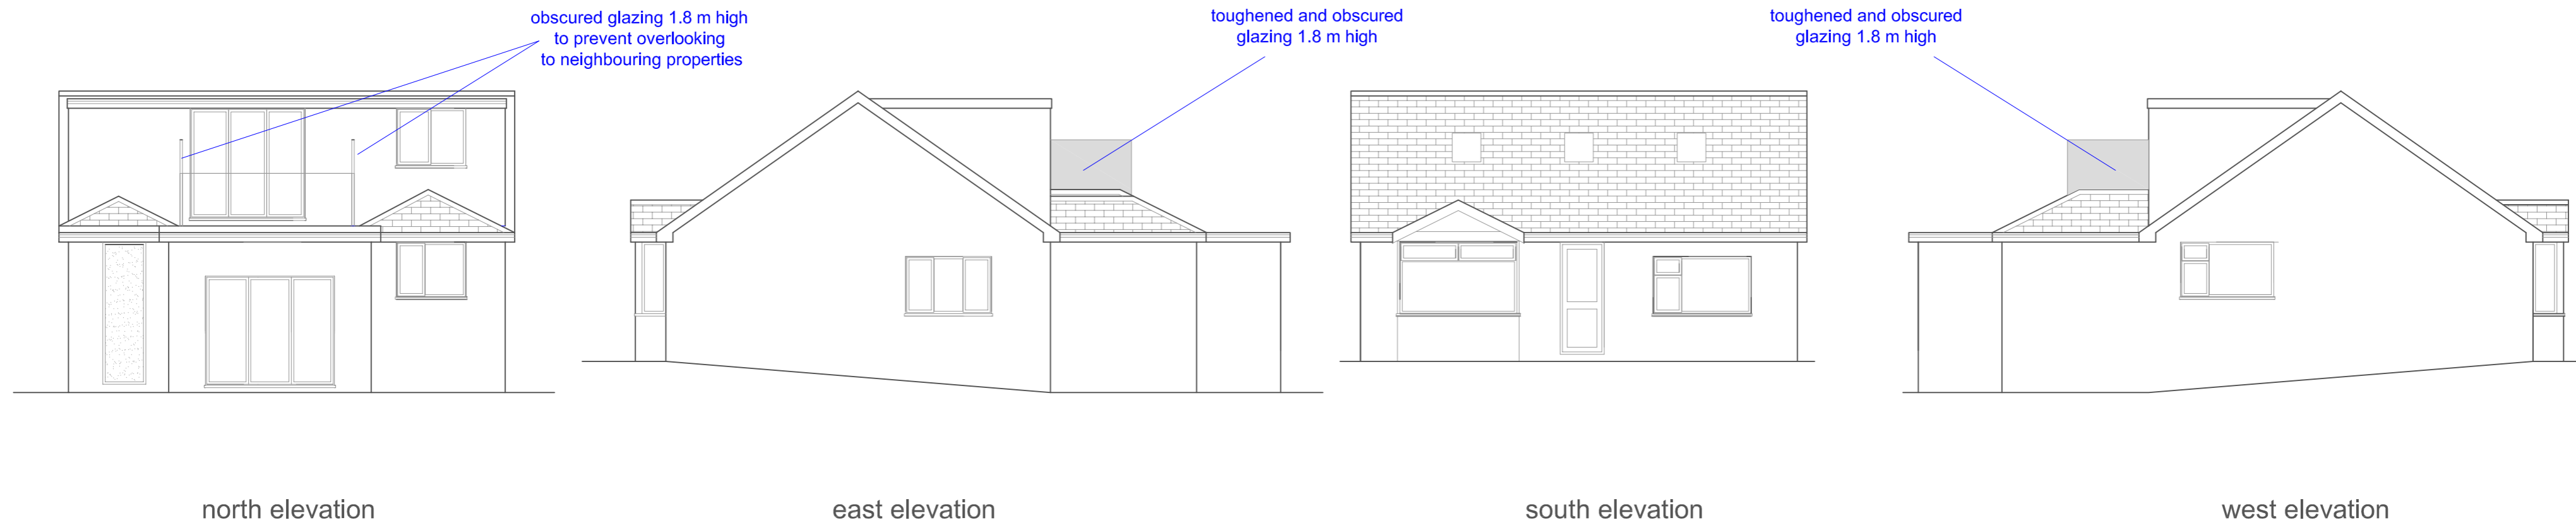 obscured glazing 1.8 m high
to prevent overlooking
to neighbouring properties
toughened and obscured
glazing 1.8 m high
toughened and obscured
glazing 1.8 m high
north elevation
east elevation
south elevation
west elevation